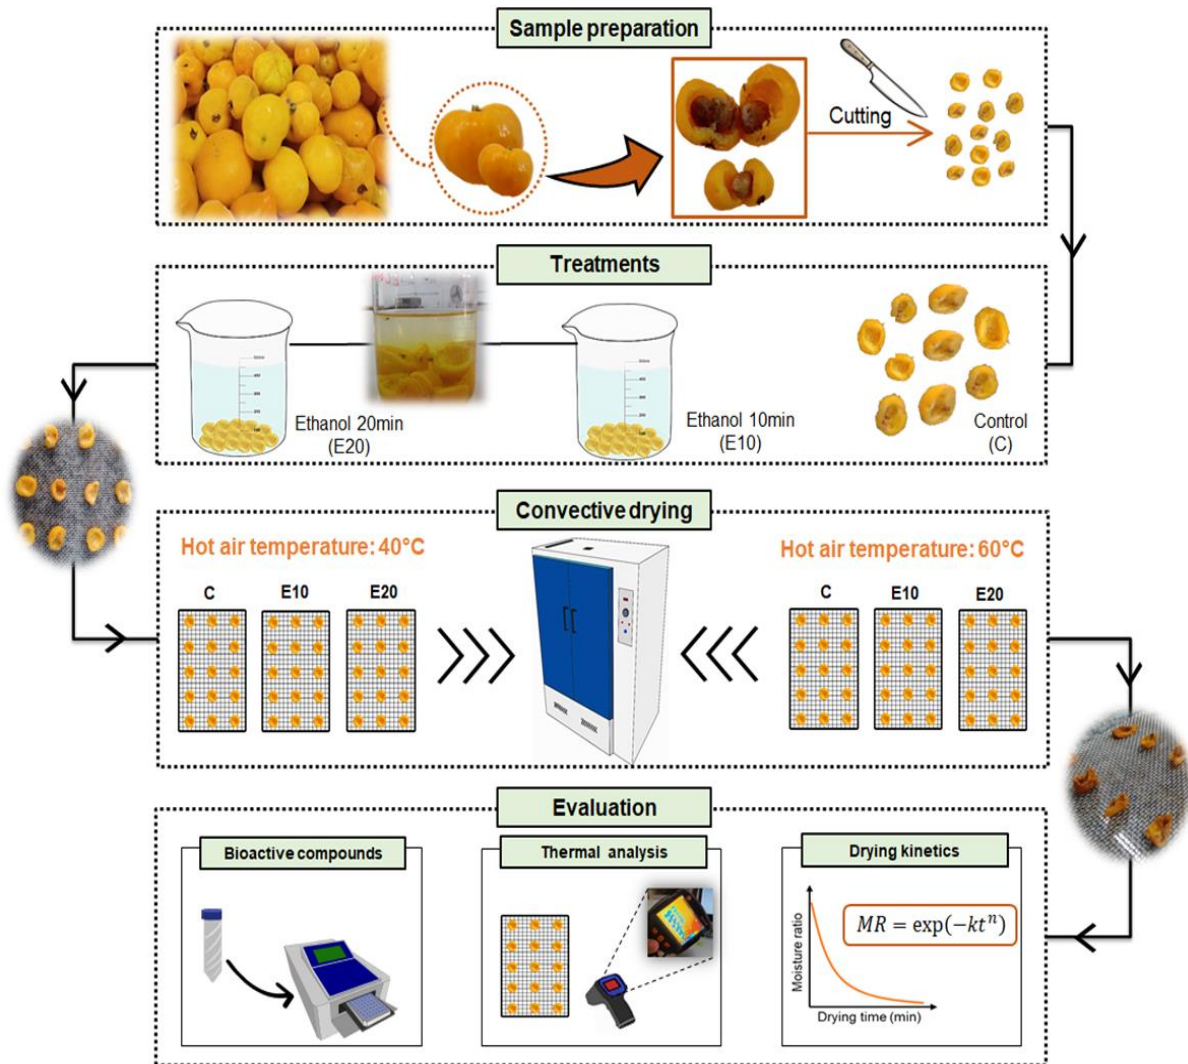 Sample preparation
Cutting
Treatments
Ethanol 20min
(E20)
Ethanol 10min
(E10)
Control
(C)
Convective drying
Hot air temperature: 40°C
C E10 E20
Hot air temperature: 60°C
C E10 E20
Evaluation
Bioactive compounds
Thermal analysis
Drying kinetics
MR = exp(−ktⁿ)
Moisture ratio
Drying time (min)